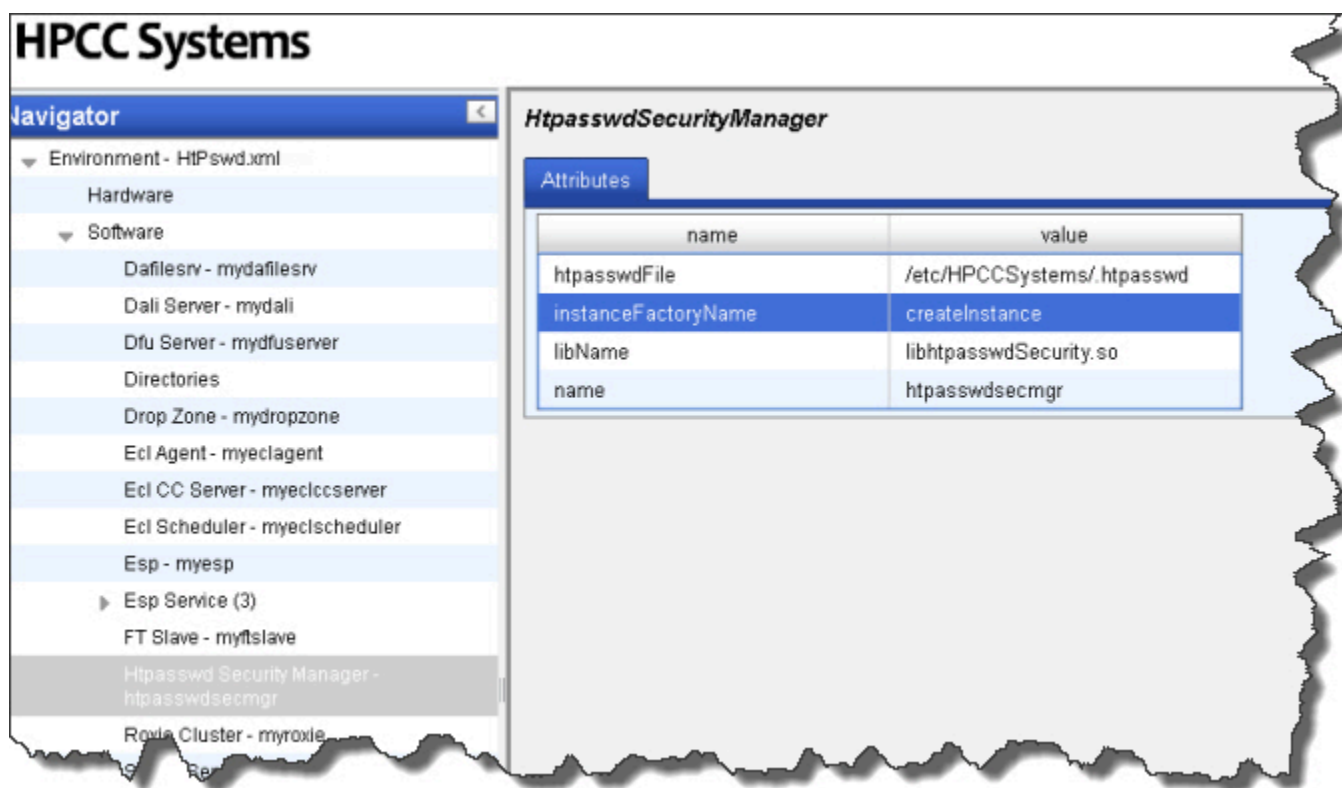 HPCC Systems
Navigator
Environment - HtPswd.xml
Hardware
Software
Dafilesrv - mydafilesrv
Dali Server - mydali
Dfu Server - mydfuserver
Directories
Drop Zone - mydropzone
Ecl Agent - myeclagent
Ecl CC Server - myeclccserver
Ecl Scheduler - myeclscheduler
Esp - myesp
Esp Service (3)
FT Slave - myftslave
Htpasswd Security Manager -
htpasswdsecmgr
Roxie Cluster - myroxie
HtpasswdSecurityManager
Attributes
name value
htpasswdFile /etc/HPCCSystems/.htpasswd
instanceFactoryName createInstance
libName libhtpasswdSecurity.so
name htpasswdsecmgr